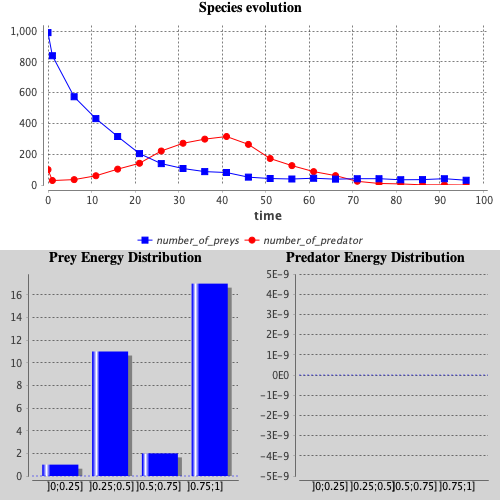 Species evolution
1,000
800
600
400
200
0
0 10 20 30 40 50 60 70 80 90 100
time
number_of_preys number_of_predator
Prey Energy Distribution
16
14
12
10
8
6
4
2
0
]0;0.25] ]0.25;0.5] ]0.5;0.75] ]0.75;1]
Predator Energy Distribution
5E-9
4E-9
3E-9
2E-9
1E-9
0E0
-1E-9
-2E-9
-3E-9
-4E-9
-5E-9
]0;0.25] ]0.25;0.5] ]0.5;0.75] ]0.75;1]